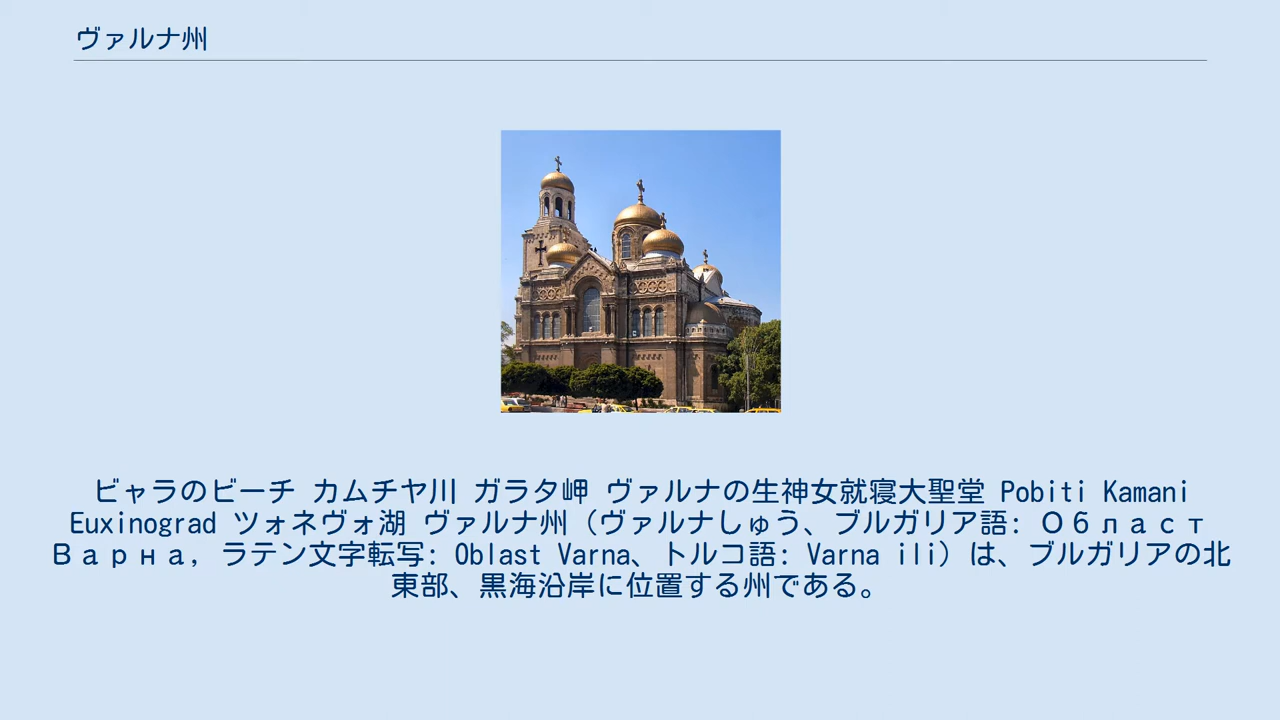 ヴァルナ州
ビャラのビーチ カムチヤ川 ガラタ岬 ヴァルナの生神女就寝大聖堂 Pobiti Kamani
Euxinograd ツォネヴォ湖 ヴァルナ州（ヴァルナしゅう、ブルガリア語: Област
Варна, ラテン文字転写: Oblast Varna、トルコ語: Varna ili）は、ブルガリアの北
東部、黒海沿岸に位置する州である。